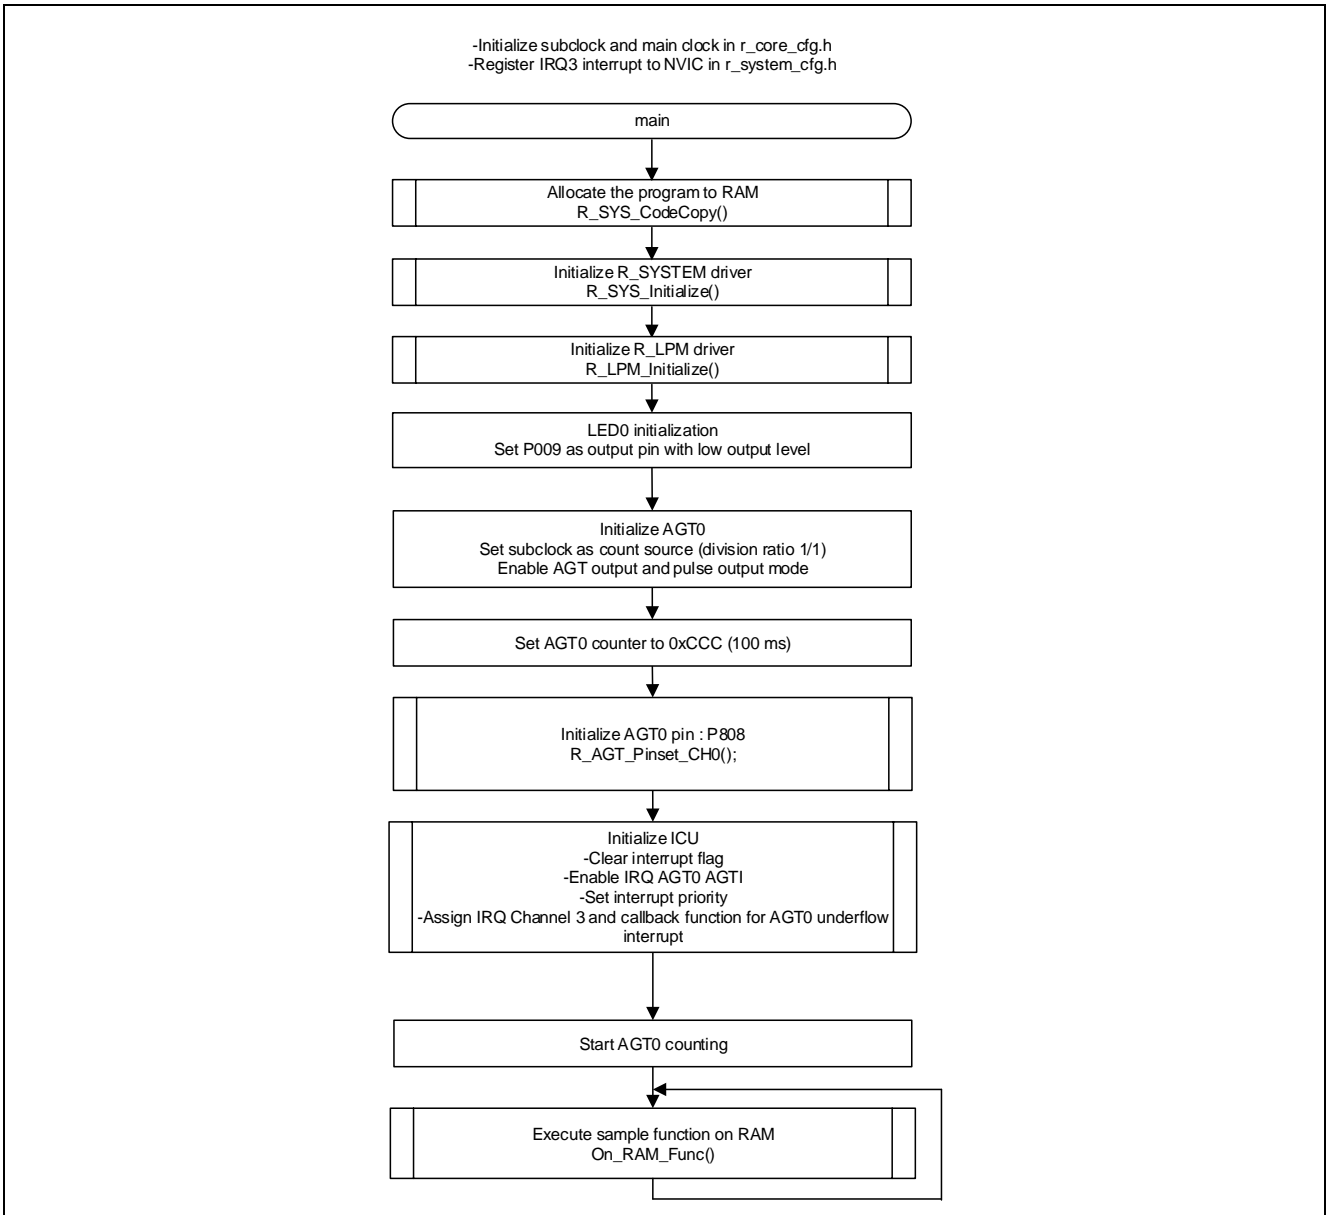 -Initialize subclock and main clock in r_core_cfg.h
-Register IRQ3 interrupt to NVIC in r_system_cfg.h
main
Allocate the program to RAM
R_SYS_CodeCopy()
Initialize R_SYSTEM driver
R_SYS_Initialize()
Initialize R_LPM driver
R_LPM_Initialize()
LED0 initialization
Set P009 as output pin with low output level
Initialize AGT0
Set subclock as count source (division ratio 1/1)
Enable AGT output and pulse output mode
Set AGT0 counter to 0xCCC (100 ms)
Initialize AGT0 pin : P808
R_AGT_Pinset_CH0();
Initialize ICU
-Clear interrupt flag
-Enable IRQ AGT0 AGTI
-Set interrupt priority
-Assign IRQ Channel 3 and callback function for AGT0 underflow
interrupt
Start AGT0 counting
Execute sample function on RAM
On_RAM_Func()